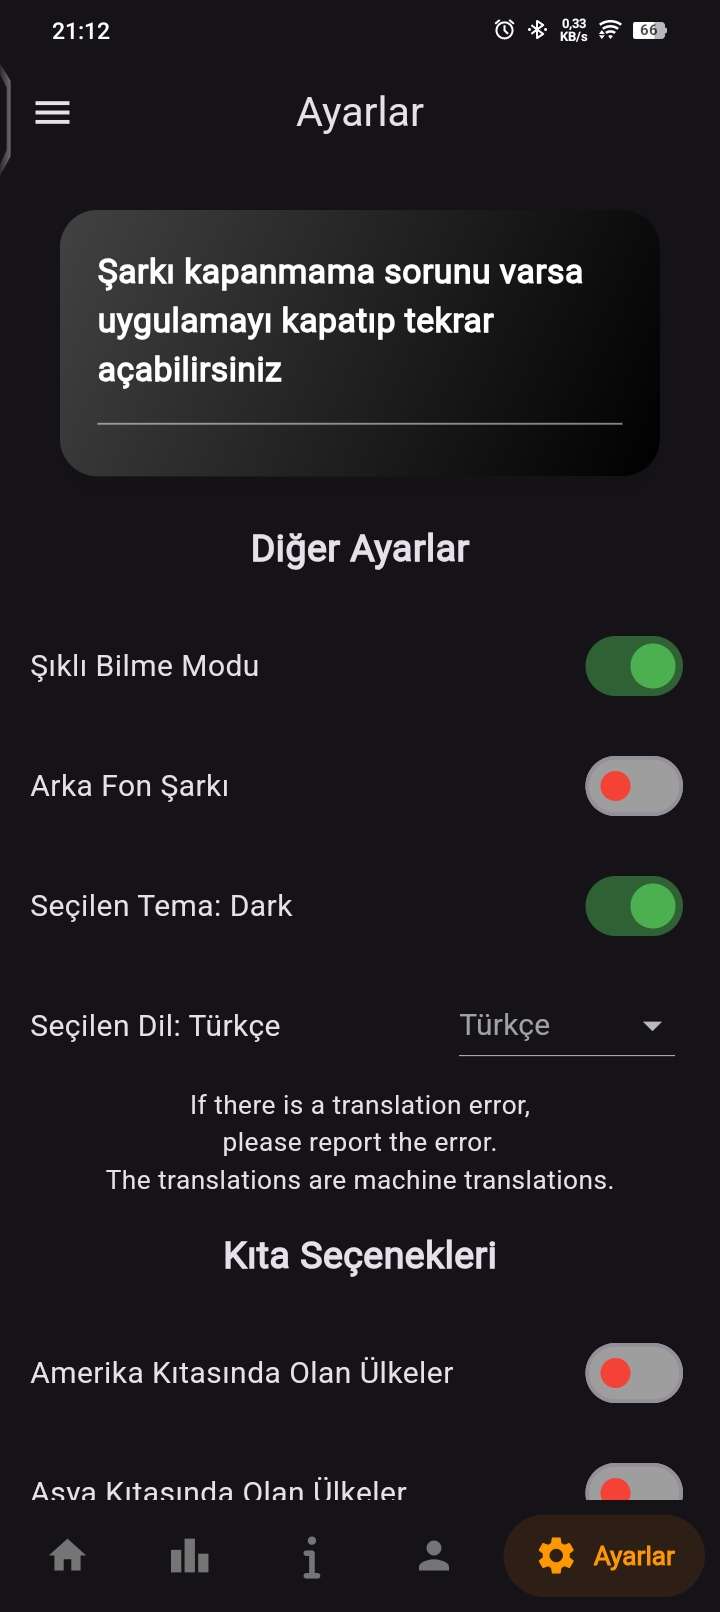 21:12
0,33
KB/s
66
Ayarlar
Şarkı kapanmama sorunu varsa
uygulamayı kapatıp tekrar
açabilirsiniz
Diğer Ayarlar
Şıklı Bilme Modu
Arka Fon Şarkı
Seçilen Tema: Dark
Seçilen Dil: Türkçe
Türkçe
If there is a translation error,
please report the error.
The translations are machine translations.
Kıta Seçenekleri
Amerika Kıtasında Olan Ülkeler
Asya Kıtasında Olan Ülkeler
Ayarlar